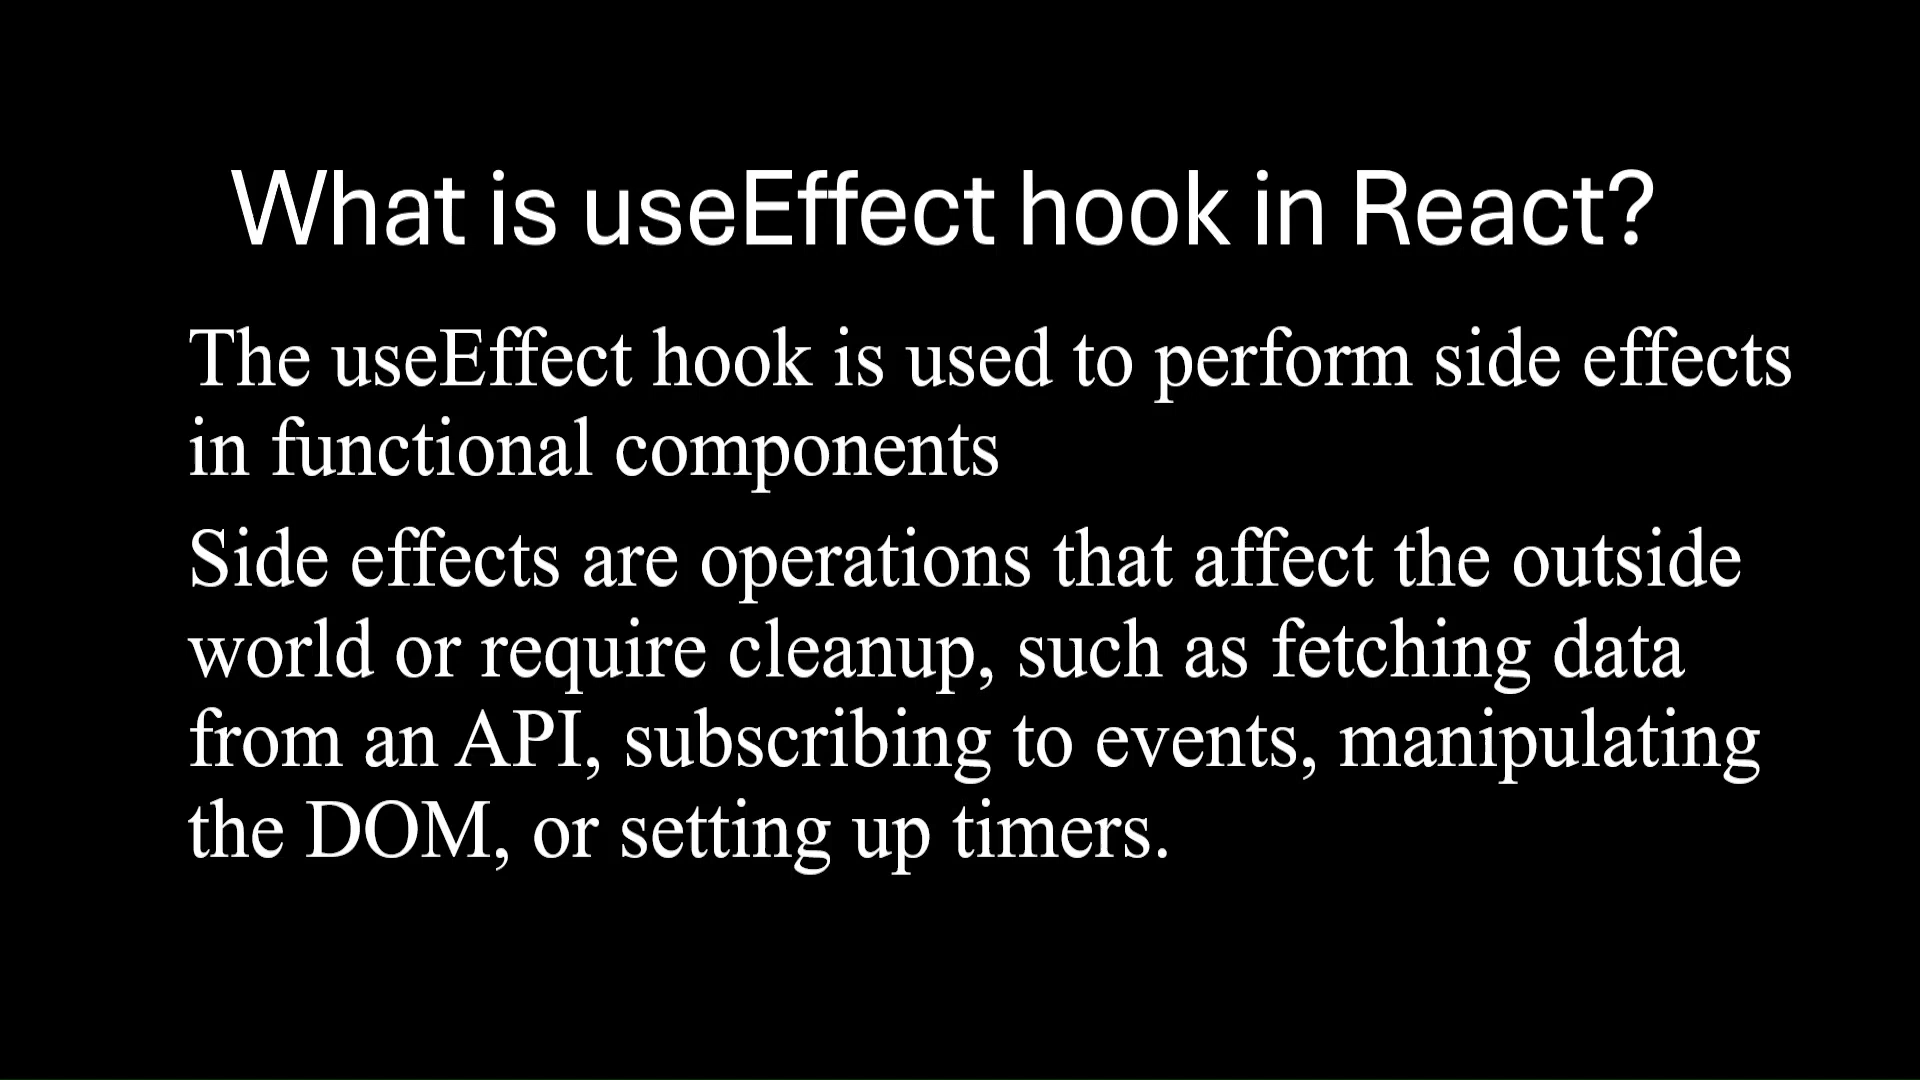 What is useEffect hook in React?
The useEffect hook is used to perform side effects
in functional components
Side effects are operations that affect the outside
world or require cleanup, such as fetching data
from an API, subscribing to events, manipulating
the DOM, or setting up timers.